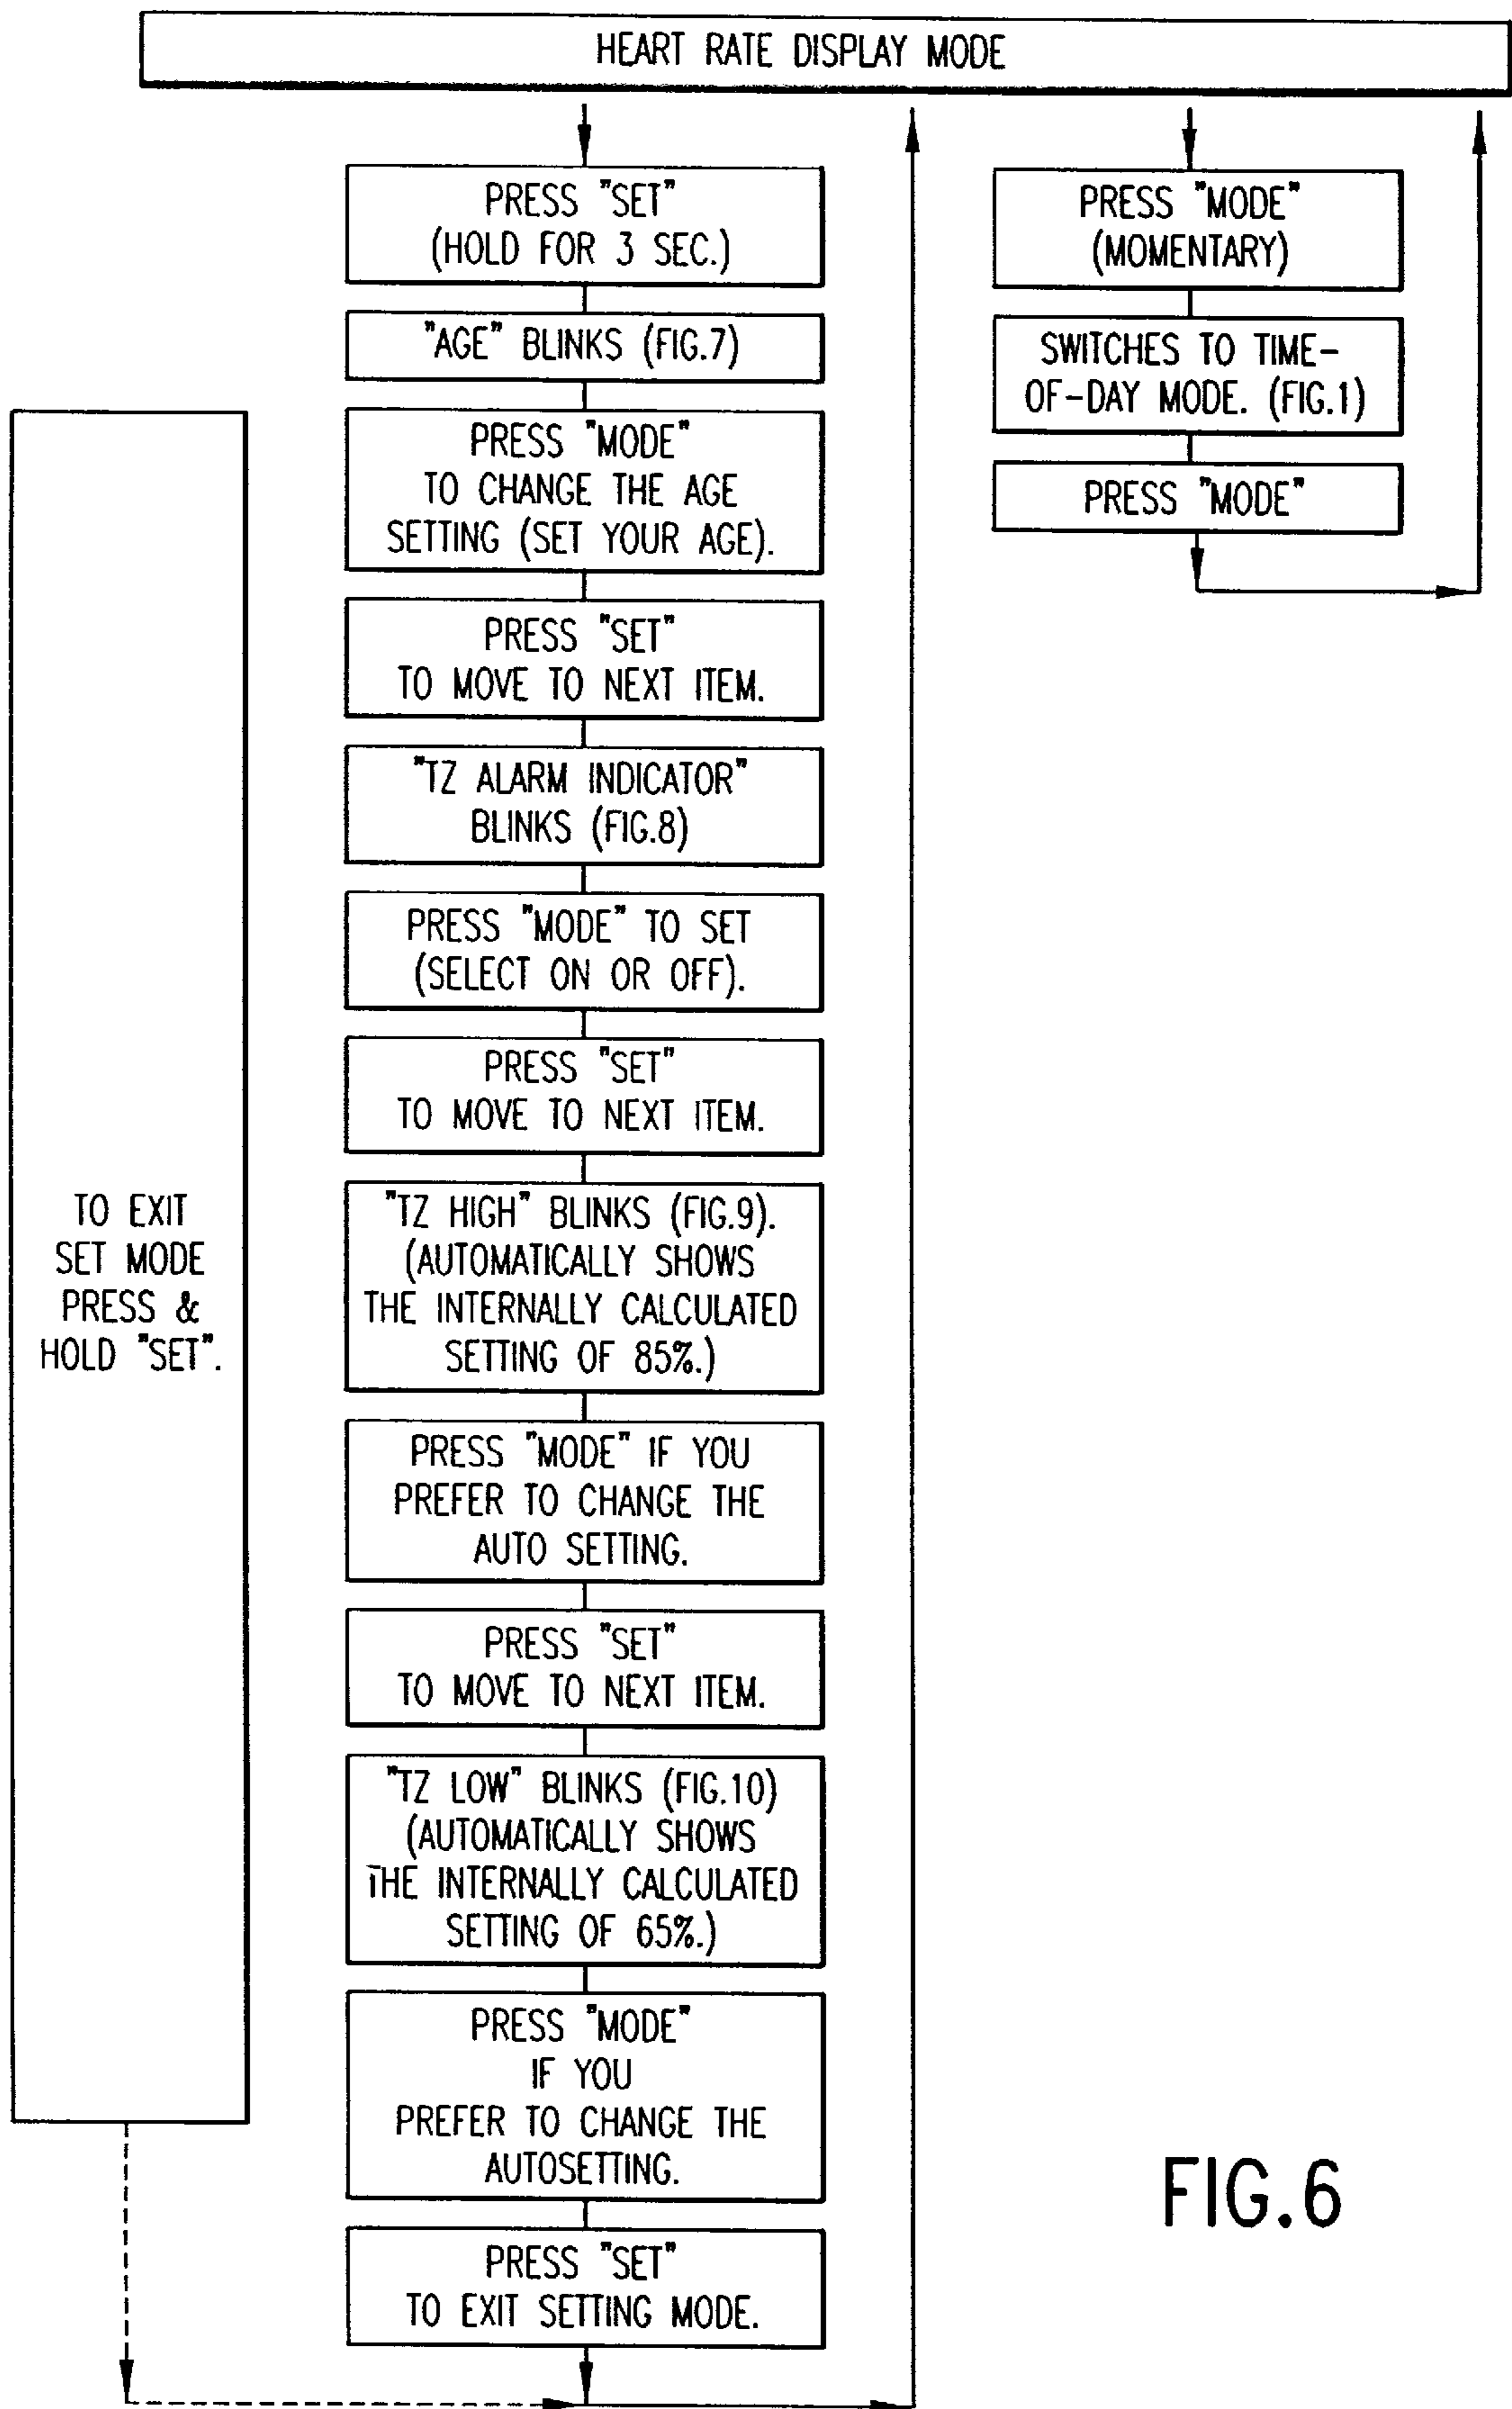 HEART RATE DISPLAY MODE
PRESS "SET"
(HOLD FOR 3 SEC.)
"AGE" BLINKS (FIG.7)
PRESS "MODE"
TO CHANGE THE AGE
SETTING (SET YOUR AGE).
PRESS "SET"
TO MOVE TO NEXT ITEM.
"TZ ALARM INDICATOR"
BLINKS (FIG.8)
PRESS "MODE" TO SET
(SELECT ON OR OFF).
PRESS "SET"
TO MOVE TO NEXT ITEM.
"TZ HIGH" BLINKS (FIG.9).
(AUTOMATICALLY SHOWS
THE INTERNALLY CALCULATED
SETTING OF 85%.)
PRESS "MODE" IF YOU
PREFER TO CHANGE THE
AUTO SETTING.
PRESS "SET"
TO MOVE TO NEXT ITEM.
"TZ LOW" BLINKS (FIG.10)
(AUTOMATICALLY SHOWS
THE INTERNALLY CALCULATED
SETTING OF 65%.)
PRESS "MODE"
IF YOU
PREFER TO CHANGE THE
AUTOSETTING.
PRESS "SET"
TO EXIT SETTING MODE.
TO EXIT
SET MODE
PRESS &
HOLD "SET".
PRESS "MODE"
(MOMENTARY)
SWITCHES TO TIME-
OF-DAY MODE. (FIG.1)
PRESS "MODE"
FIG.6